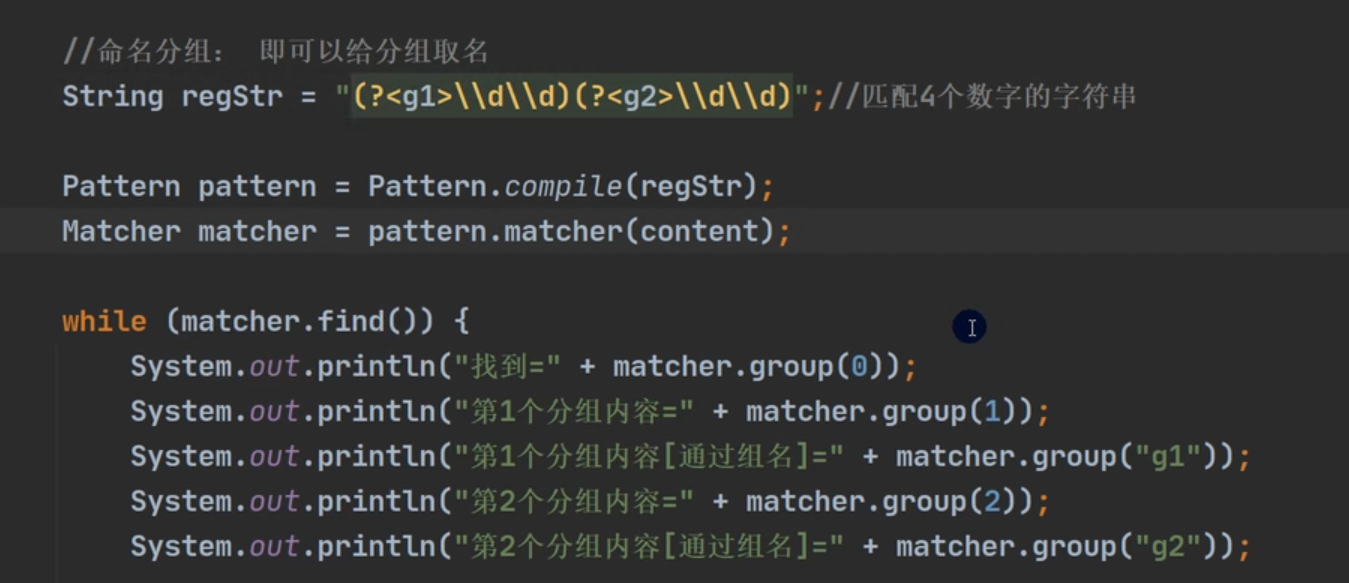 //命名分组： 即可以给分组取名
String regStr = "(?<g1>\\d\\d)(?<g2>\\d\\d)";//匹配4个数字的字符串
Pattern pattern = Pattern.compile(regStr);
Matcher matcher = pattern.matcher(content);
while (matcher.find()) {
System.out.println("找到=" + matcher.group(0));
System.out.println("第1个分组内容=" + matcher.group(1));
System.out.println("第1个分组内容[通过组名]=" + matcher.group("g1"));
System.out.println("第2个分组内容=" + matcher.group(2));
System.out.println("第2个分组内容[通过组名]=" + matcher.group("g2"));